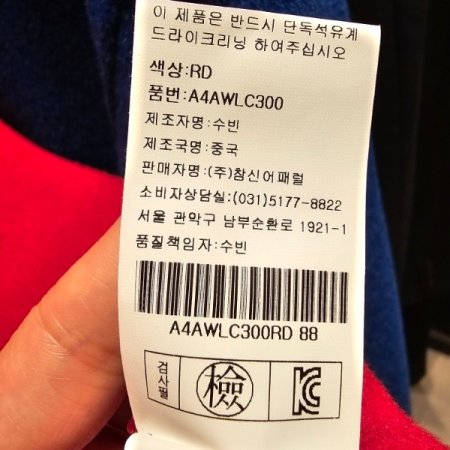 이 제품은 반드시 단독석유계
드라이크리닝 하여주십시오
색상:RD
품번:A4AWLC300
제조자명:수빈
제조국명:중국
판매자명:(주)참신어패럴
소비자상담실:(031)5177-8822
서울 관악구 남부순환로 1921-1
품질책임자:수빈
A4AWLC300RD 88
검사필
檢
KC